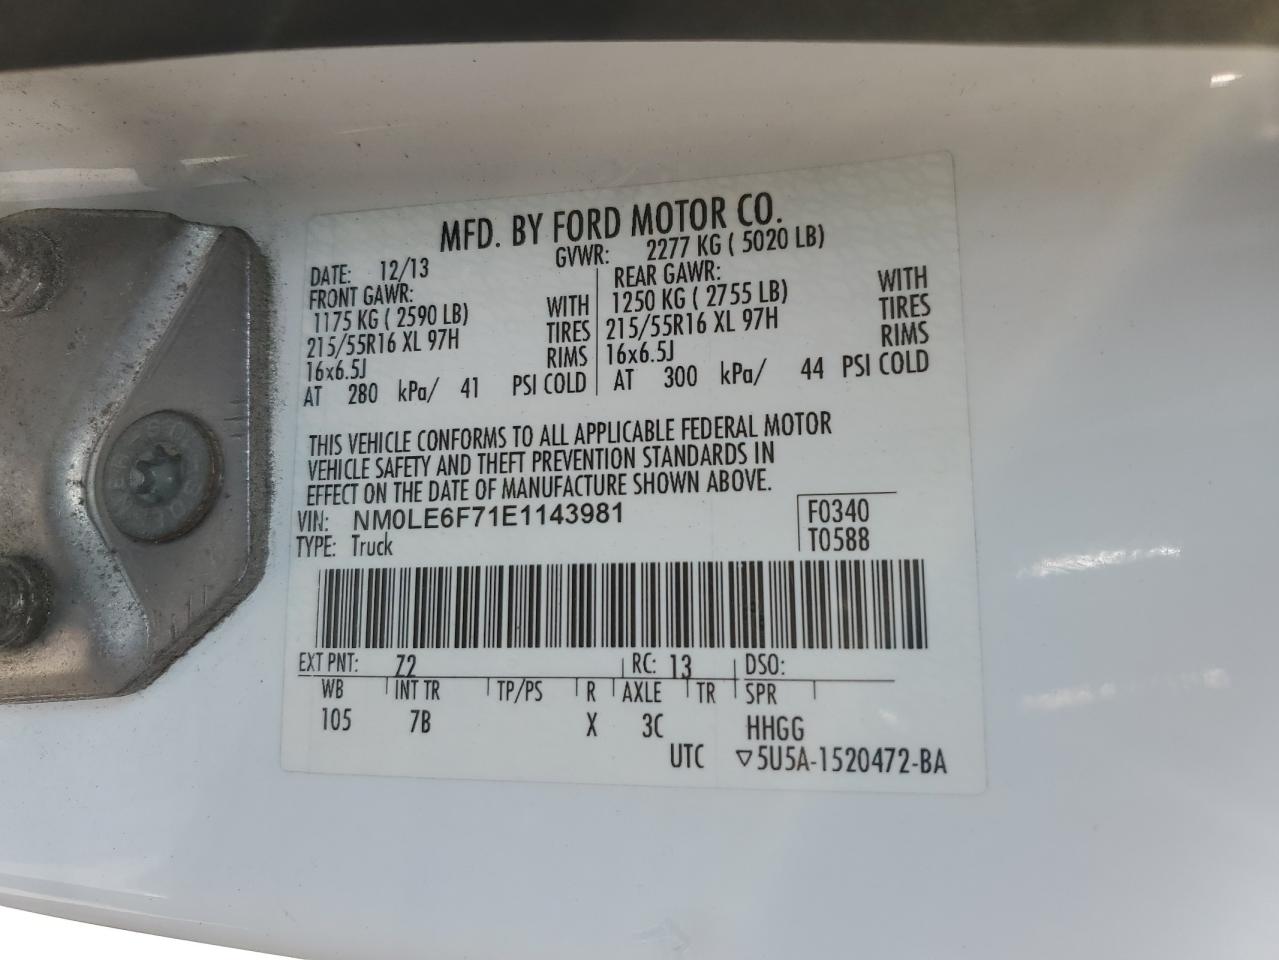 MFD. BY FORD MOTOR CO.
DATE: 12/13 GVWR: 2277 KG ( 5020 LB)
FRONT GAWR: REAR GAWR:
1175 KG ( 2590 LB) WITH 1250 KG ( 2755 LB) WITH
215/55R16 XL 97H TIRES 215/55R16 XL 97H TIRES
16x6.5J RIMS 16x6.5J RIMS
AT 280 kPa/ 41 PSI COLD AT 300 kPa/ 44 PSI COLD
THIS VEHICLE CONFORMS TO ALL APPLICABLE FEDERAL MOTOR
VEHICLE SAFETY AND THEFT PREVENTION STANDARDS IN
EFFECT ON THE DATE OF MANUFACTURE SHOWN ABOVE.
VIN: NM0LE6F71E1143981 F0340
TYPE: Truck T0588
EXT PNT: Z2 RC: 13 DSO:
WB INT TR TP/PS R AXLE TR SPR
105 7B X 3C HHGG
UTC ▽5U5A-1520472-BA